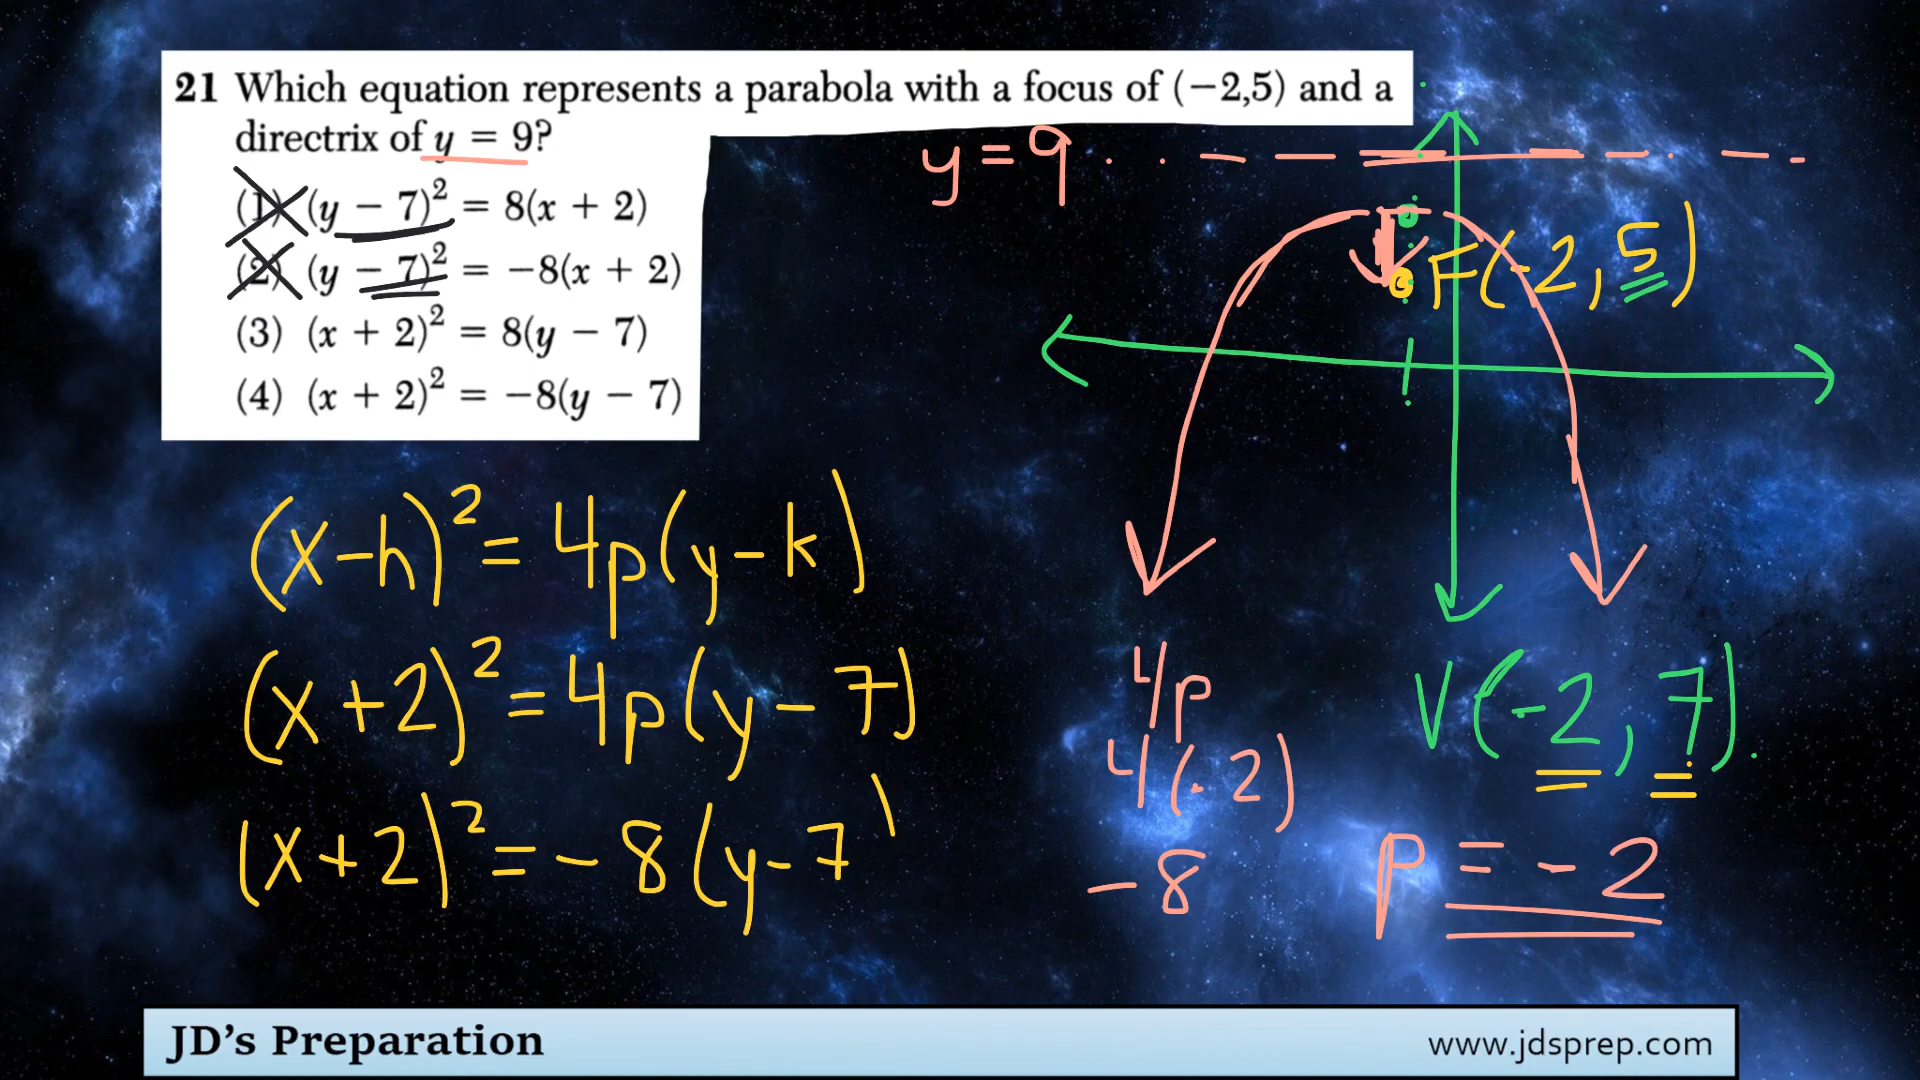 21 Which equation represents a parabola with a focus of (−2,5) and a
directrix of y = 9?
(1) (y − 7)² = 8(x + 2)
(2) (y − 7)² = −8(x + 2)
(3) (x + 2)² = 8(y − 7)
(4) (x + 2)² = −8(y − 7)
y = 9
F(-2, 5)
(x-h)² = 4p(y-k)
(x+2)² = 4p(y-7)
(x+2)² = -8(y-7)
4p
4(-2)
-8
V(-2, 7)
p = -2
JD's Preparation
www.jdsprep.com